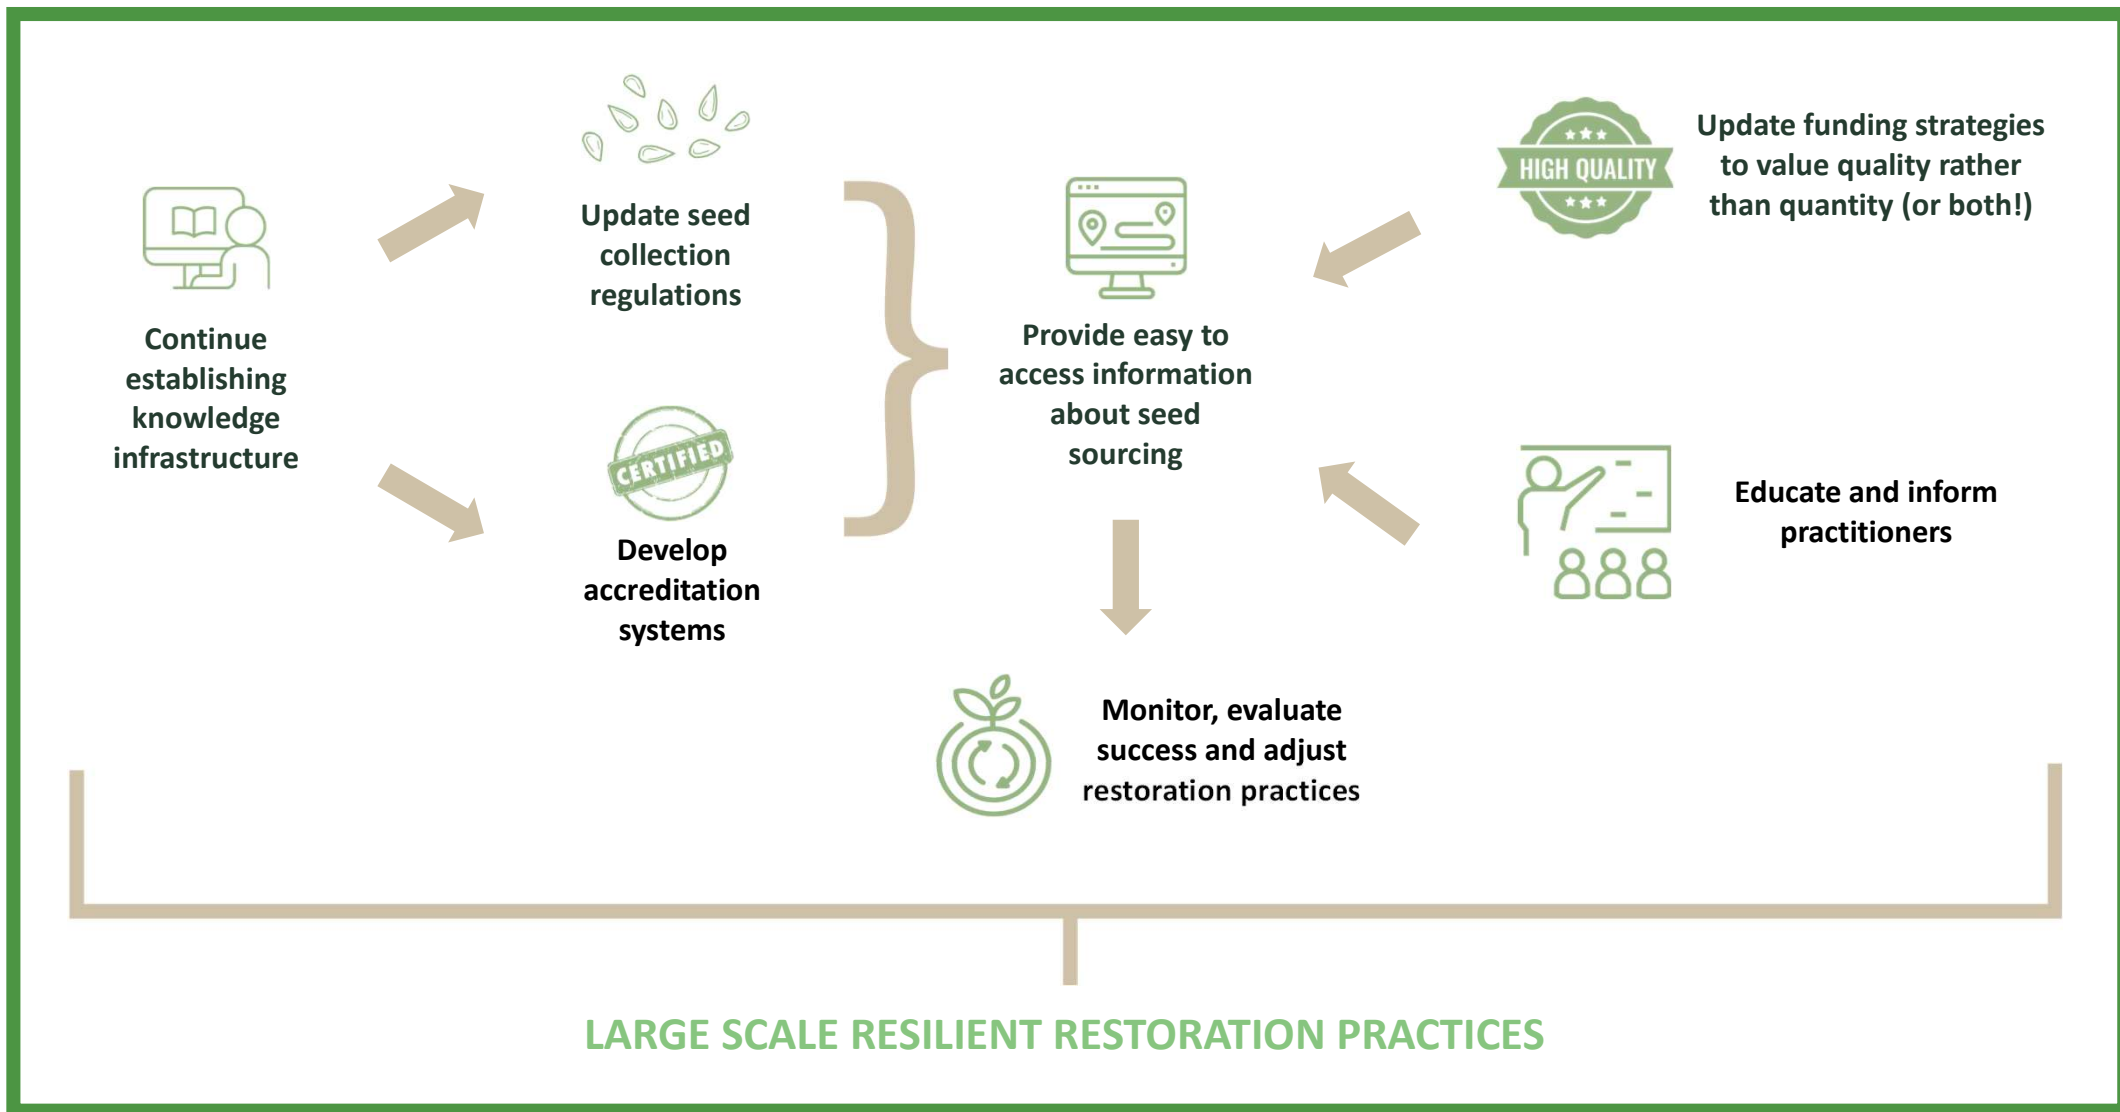 Continue
establishing
knowledge
infrastructure
Update seed
collection
regulations
CERTIFIED
Develop
accreditation
systems
Provide easy to
access information
about seed
sourcing
HIGH QUALITY
Update funding strategies
to value quality rather
than quantity (or both!)
Educate and inform
practitioners
Monitor, evaluate
success and adjust
restoration practices
LARGE SCALE RESILIENT RESTORATION PRACTICES